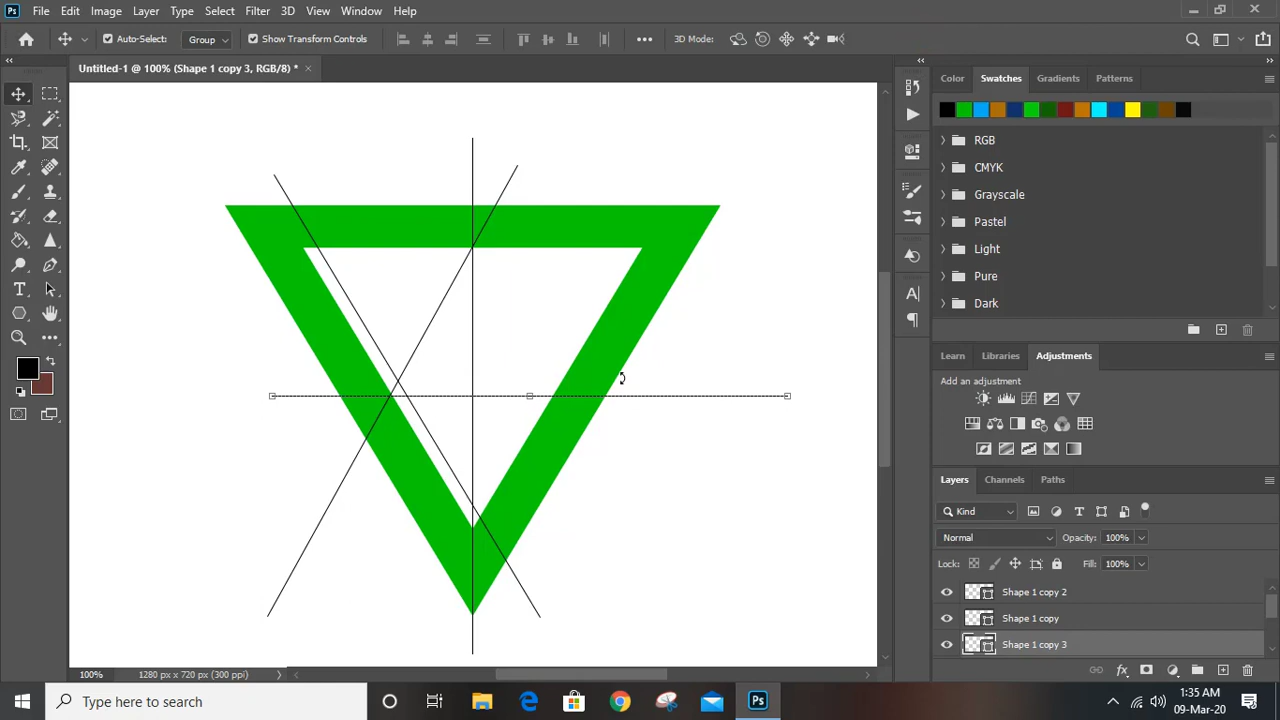 Ps File Edit Image Layer Type Select Filter 3D View Window Help
Auto-Select: Group Show Transform Controls 3D Mode:
Untitled-1 @ 100% (Shape 1 copy 3, RGB/8) *
Color Swatches Gradients Patterns
RGB
CMYK
Grayscale
Pastel
Light
Pure
Dark
Learn Libraries Adjustments
Add an adjustment
Layers Channels Paths
Kind
Normal Opacity: 100%
Lock: Fill: 100%
Shape 1 copy 2
Shape 1 copy
Shape 1 copy 3
100% 1280 px x 720 px (300 ppi)
Type here to search
Ps
1:35 AM
09-Mar-20